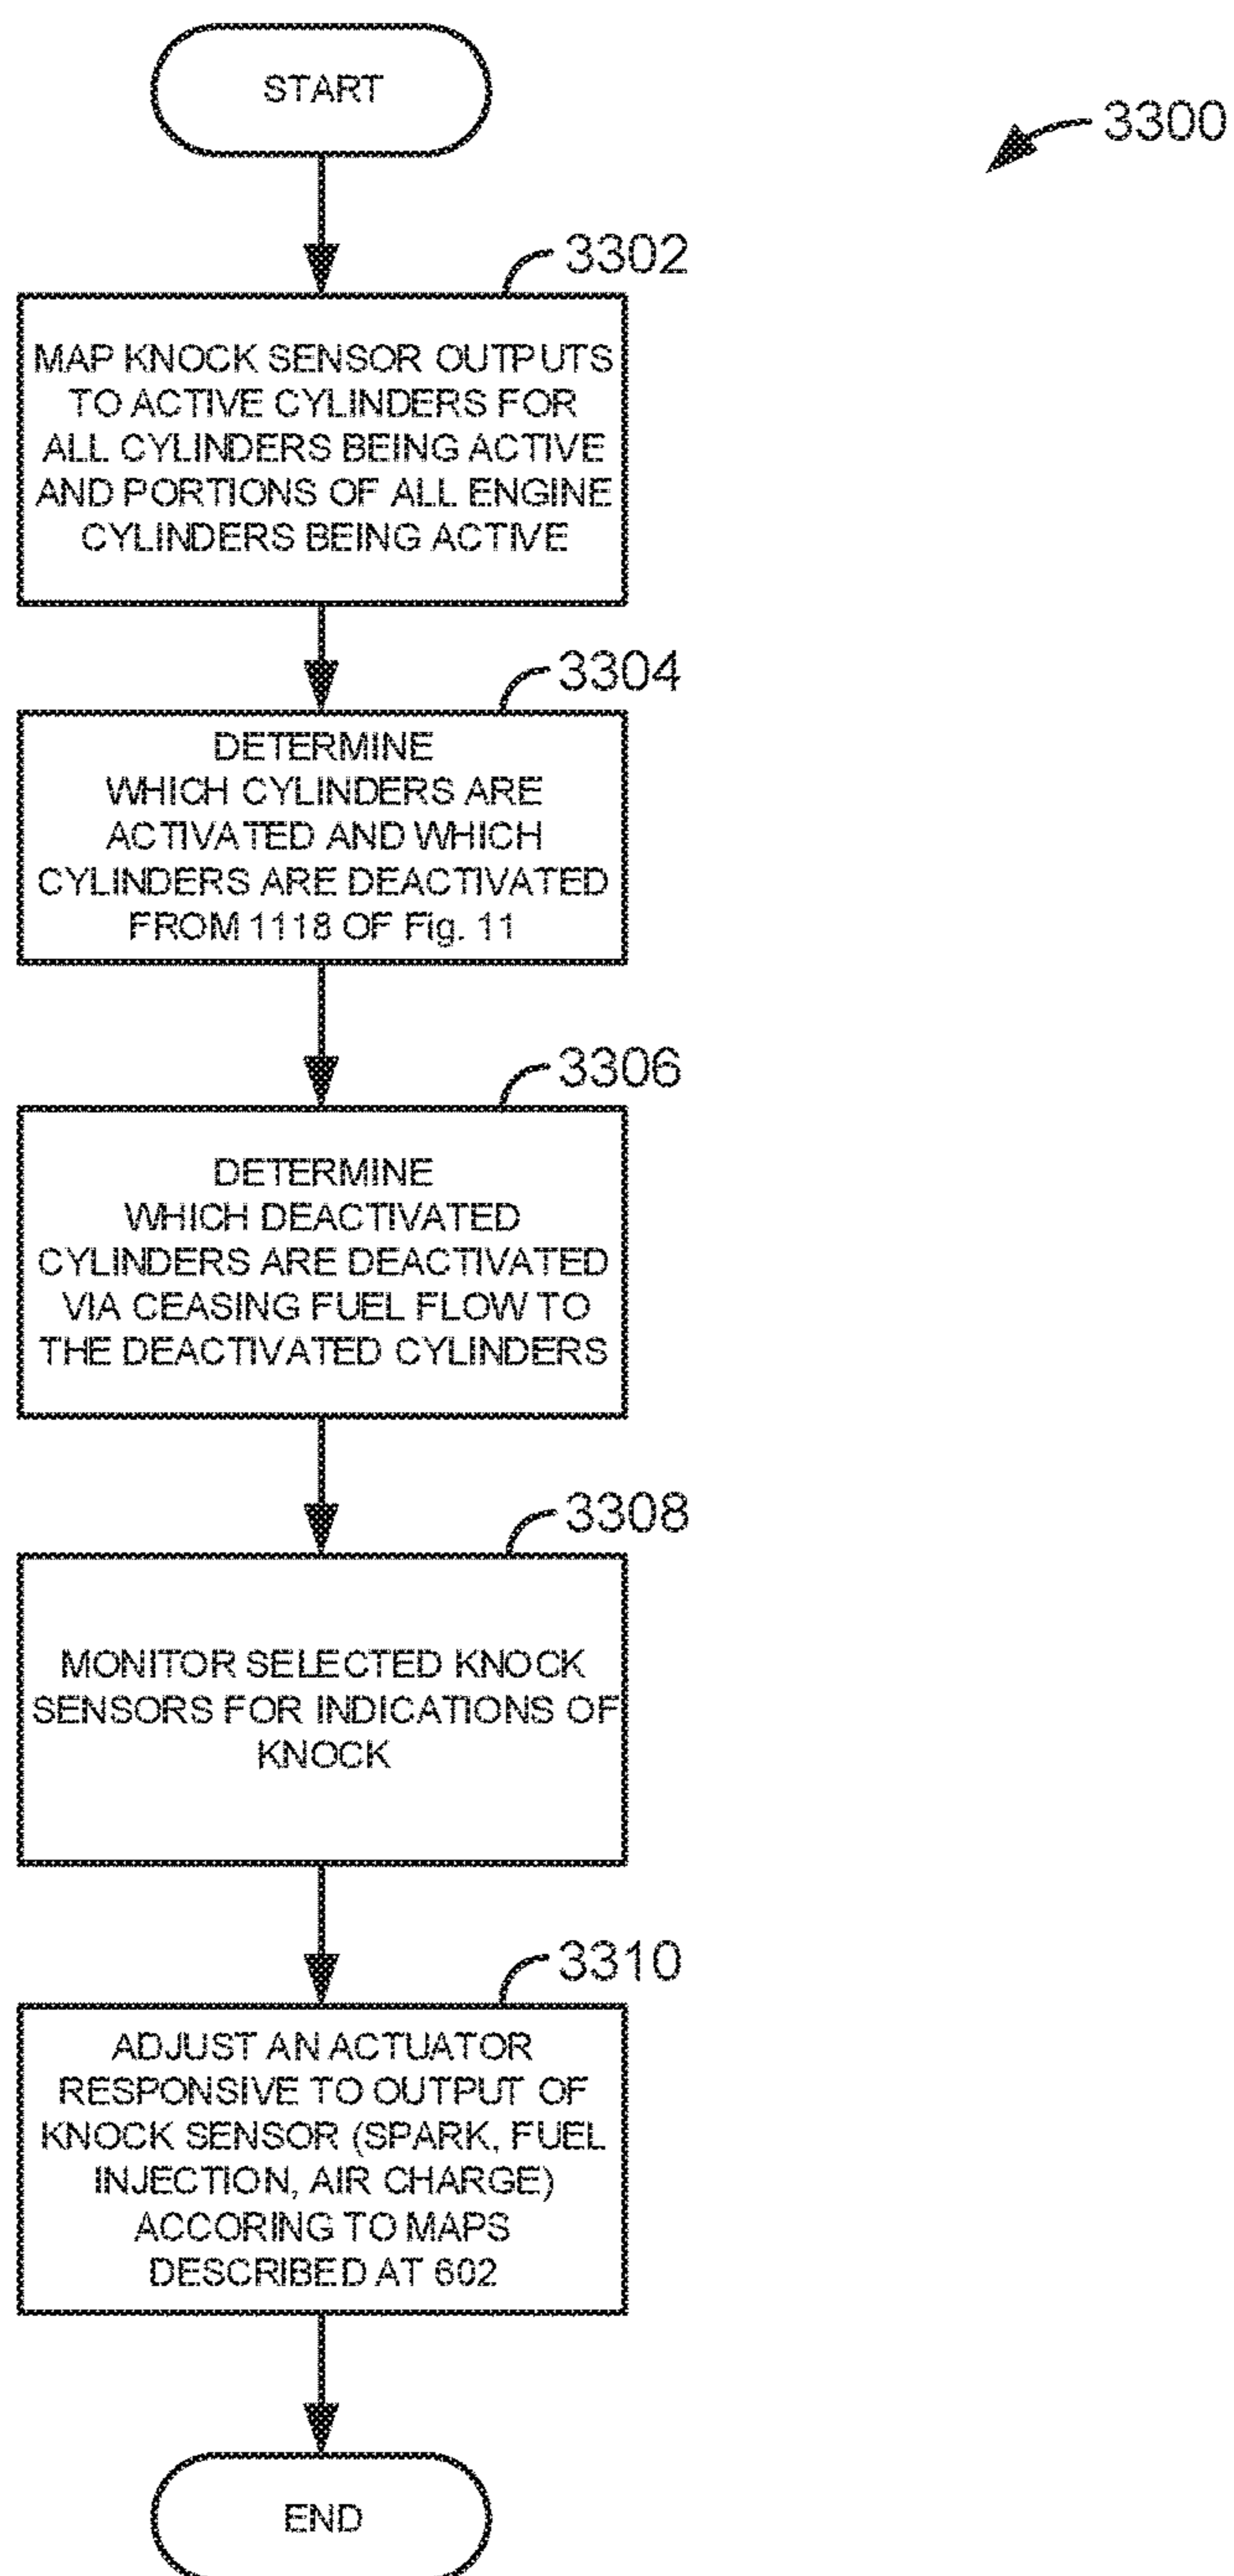 START
3300
3302
MAP KNOCK SENSOR OUTPUTS
TO ACTIVE CYLINDERS FOR
ALL CYLINDERS BEING ACTIVE
AND PORTIONS OF ALL ENGINE
CYLINDERS BEING ACTIVE
3304
DETERMINE
WHICH CYLINDERS ARE
ACTIVATED AND WHICH
CYLINDERS ARE DEACTIVATED
FROM 1118 OF Fig. 11
3306
DETERMINE
WHICH DEACTIVATED
CYLINDERS ARE DEACTIVATED
VIA CEASING FUEL FLOW TO
THE DEACTIVATED CYLINDERS
3308
MONITOR SELECTED KNOCK
SENSORS FOR INDICATIONS OF
KNOCK
3310
ADJUST AN ACTUATOR
RESPONSIVE TO OUTPUT OF
KNOCK SENSOR (SPARK, FUEL
INJECTION, AIR CHARGE)
ACCORING TO MAPS
DESCRIBED AT 602
END